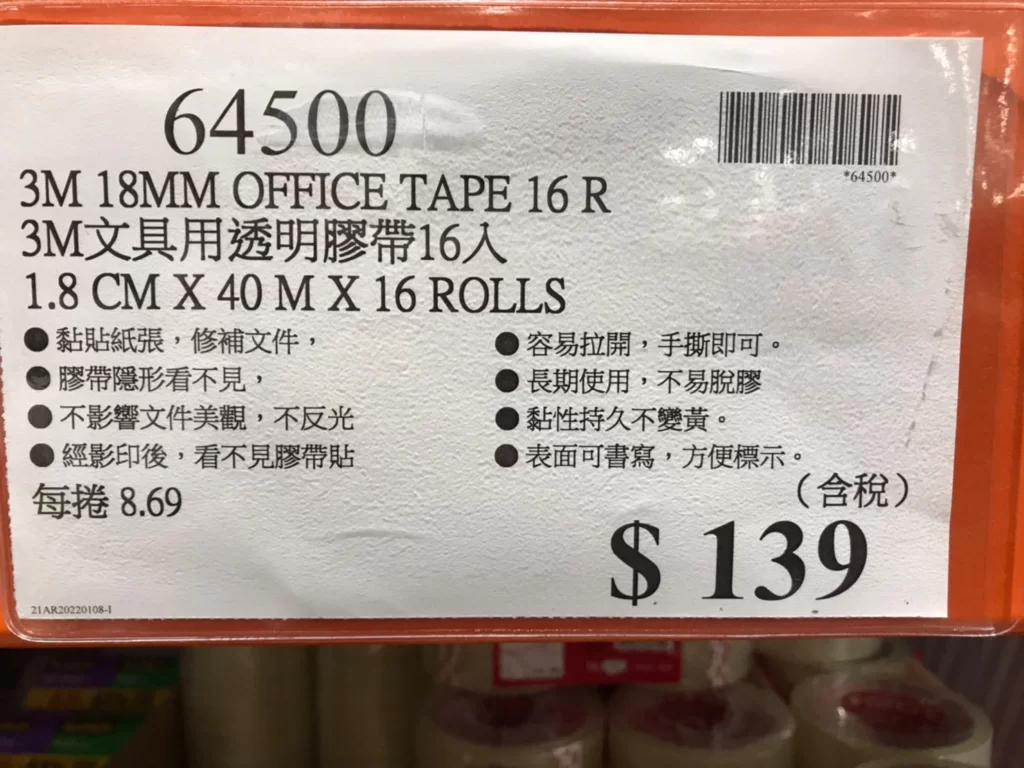 64500
*64500*
3M 18MM OFFICE TAPE 16 R
3M文具用透明膠帶16入
1.8 CM X 40 M X 16 ROLLS
●黏貼紙張，修補文件，
●膠帶隱形看不見，
●不影響文件美觀，不反光
●經影印後，看不見膠帶貼
●容易拉開，手撕即可。
●長期使用，不易脫膠
●黏性持久不變黃。
●表面可書寫，方便標示。
每捲 8.69
（含稅）
$ 139
21AR20220108-1